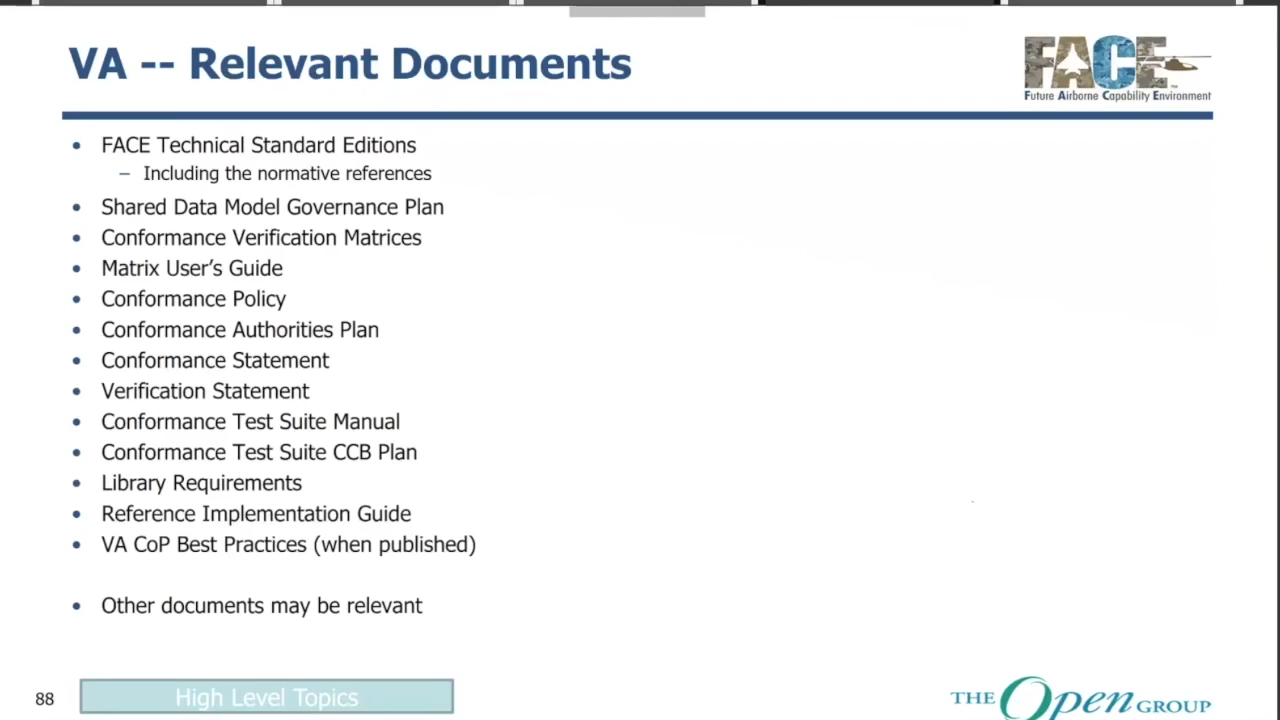 VA -- Relevant Documents
FACE
Future Airborne Capability Environment
• FACE Technical Standard Editions
– Including the normative references
• Shared Data Model Governance Plan
• Conformance Verification Matrices
• Matrix User’s Guide
• Conformance Policy
• Conformance Authorities Plan
• Conformance Statement
• Verification Statement
• Conformance Test Suite Manual
• Conformance Test Suite CCB Plan
• Library Requirements
• Reference Implementation Guide
• VA CoP Best Practices (when published)
• Other documents may be relevant
88
High Level Topics
THE Open GROUP